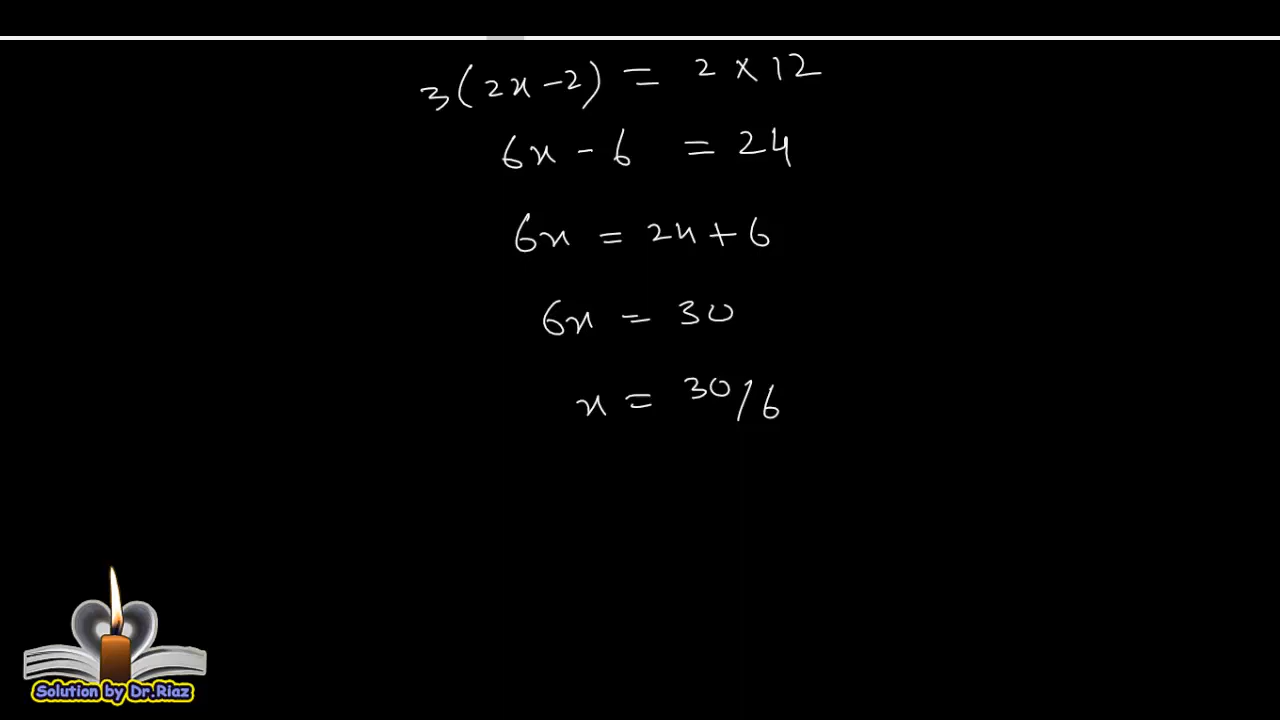 3(2x-2) = 2 × 12
6x - 6 = 24
6x = 24 + 6
6x = 30
x = 30/6
Solution by Dr.Riaz